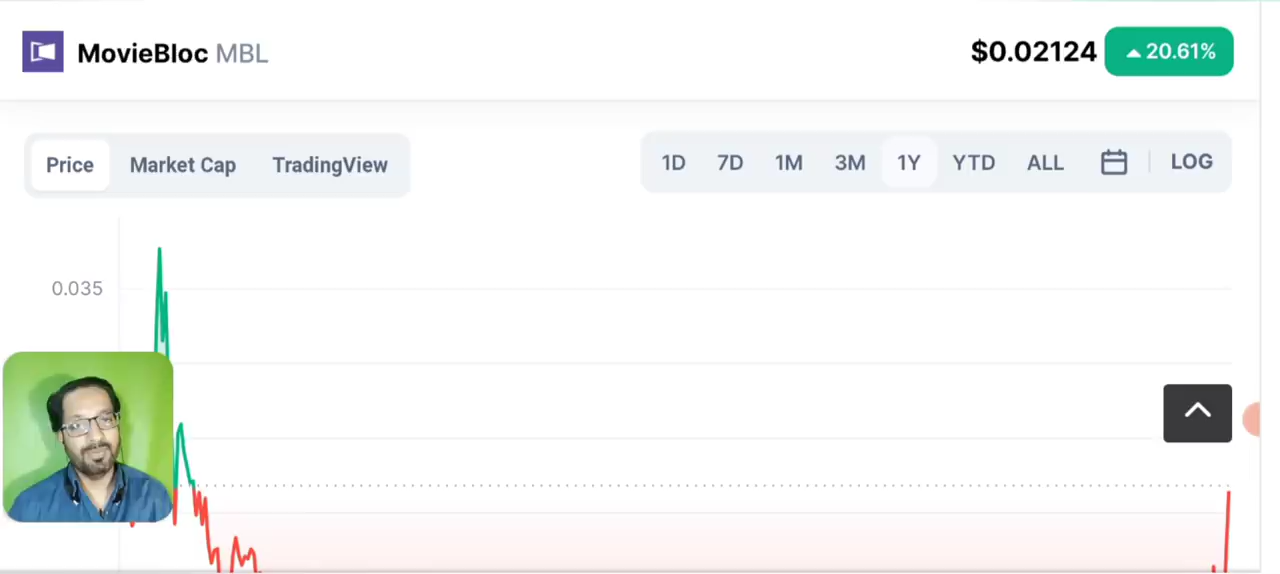 MovieBloc MBL
$0.02124 20.61%
Price Market Cap TradingView
1D 7D 1M 3M 1Y YTD ALL LOG
0.035